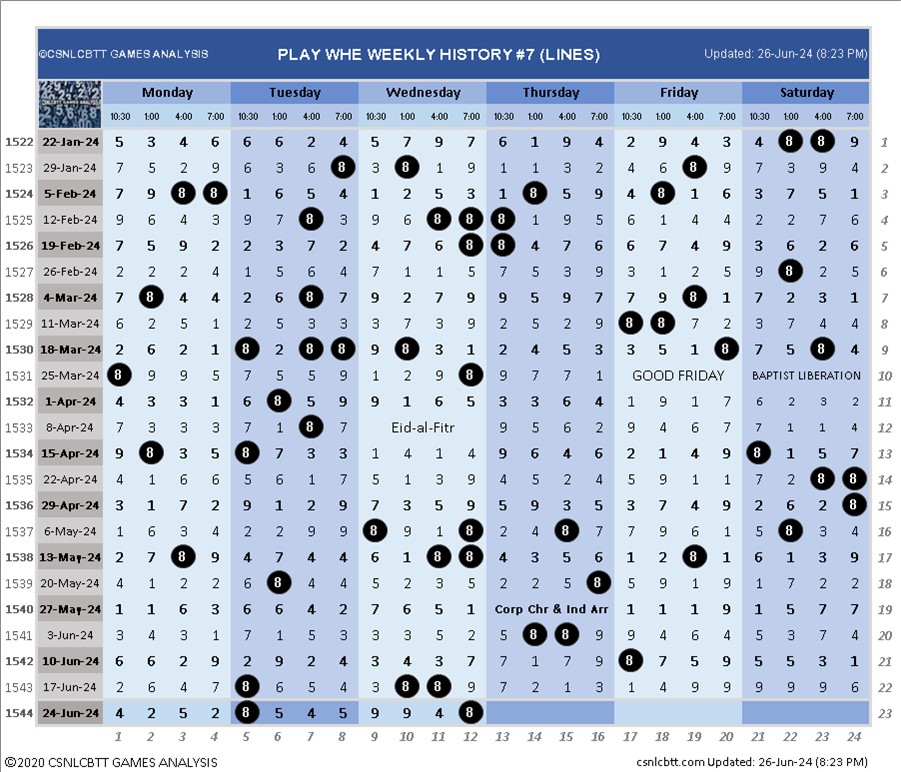 ©CSNLCBTT GAMES ANALYSIS PLAY WHE WEEKLY HISTORY #7 (LINES) Updated: 26-Jun-24 (8:23 PM)
CSNLCBTT GAMES ANALYSIS Monday Tuesday Wednesday Thursday Friday Saturday
10:30 1:00 4:00 7:00 10:30 1:00 4:00 7:00 10:30 1:00 4:00 7:00 10:30 1:00 4:00 7:00 10:30 1:00 4:00 7:00 10:30 1:00 4:00 7:00
1522 22-Jan-24 5 3 4 6 6 6 2 4 5 7 9 7 6 1 9 4 2 9 4 3 4 8 8 9 1
1523 29-Jan-24 7 5 2 9 6 3 6 8 3 8 1 9 1 1 3 2 4 6 8 9 7 3 9 4 2
1524 5-Feb-24 7 9 8 8 1 6 5 4 1 2 5 3 1 8 5 9 4 8 1 6 3 7 5 1 3
1525 12-Feb-24 9 6 4 3 9 7 8 3 9 6 8 8 8 1 9 5 6 1 4 4 2 2 7 6 4
1526 19-Feb-24 7 5 9 2 2 3 7 2 4 7 6 8 8 4 7 6 6 7 4 9 3 6 2 6 5
1527 26-Feb-24 2 2 2 4 1 5 6 4 7 1 1 5 7 5 3 9 3 1 2 5 9 8 2 5 6
1528 4-Mar-24 7 8 4 4 2 6 8 7 9 2 7 9 9 5 9 7 7 9 8 1 7 2 3 1 7
1529 11-Mar-24 6 2 5 1 2 5 3 3 3 7 3 9 2 5 2 9 8 8 7 2 3 7 4 4 8
1530 18-Mar-24 2 6 2 1 8 2 8 8 9 8 3 1 2 4 5 3 3 5 1 8 7 5 8 4 9
1531 25-Mar-24 8 9 9 5 7 5 5 9 1 2 9 8 9 7 7 1 GOOD FRIDAY BAPTIST LIBERATION 10
1532 1-Apr-24 4 3 3 1 6 8 5 9 9 1 6 5 3 3 6 4 1 9 1 7 6 2 3 2 11
1533 8-Apr-24 7 3 3 3 7 1 8 7 Eid-al-Fitr 9 5 6 2 9 4 6 7 7 1 1 4 12
1534 15-Apr-24 9 8 3 5 8 7 3 3 1 4 1 4 9 6 4 6 2 1 4 9 8 1 5 7 13
1535 22-Apr-24 4 1 6 6 5 1 6 4 5 1 3 9 4 5 4 2 5 9 1 1 7 2 8 8 14
1536 29-Apr-24 3 1 7 2 9 1 2 9 7 3 5 9 5 9 3 5 3 7 4 9 2 6 2 8 15
1537 6-May-24 1 6 3 4 2 2 9 9 8 9 1 8 2 4 8 7 7 9 6 1 5 8 3 4 16
1538 13-May-24 2 7 8 9 4 7 4 4 6 1 8 8 4 3 5 6 1 9 8 1 6 1 3 9 17
1539 20-May-24 4 1 2 2 6 8 4 4 5 2 3 5 2 2 5 8 5 9 1 9 1 7 2 2 18
1540 27-May-24 1 1 6 3 6 6 4 2 7 6 5 1 Corp Chr & Ind Arr 1 1 1 9 1 5 7 7 19
1541 3-Jun-24 3 4 3 1 7 1 5 3 3 3 5 2 5 8 8 9 9 4 6 4 5 3 7 4 20
1542 10-Jun-24 6 6 2 9 2 9 2 4 3 4 3 7 7 1 7 9 8 7 5 9 5 5 3 1 21
1543 17-Jun-24 2 6 4 7 8 6 5 4 3 8 8 9 7 2 1 3 1 4 9 9 9 9 9 6 22
1544 24-Jun-24 4 2 5 2 8 5 4 5 9 9 4 8 23
1 2 3 4 5 6 7 8 9 10 11 12 13 14 15 16 17 18 19 20 21 22 23 24
©2020 CSNLCBTT GAMES ANALYSIS csnlcbtt.com Updated: 26-Jun-24 (8:23 PM)